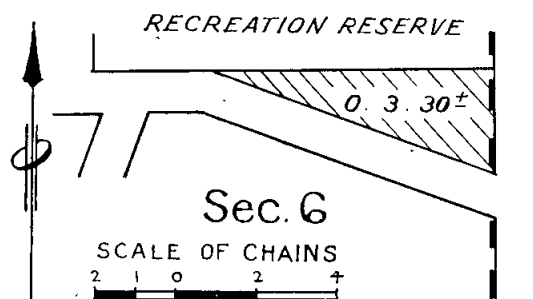 RECREATION RESERVE
0. 3. 30±
Sec. 6
SCALE OF CHAINS
2 1 0 2 4